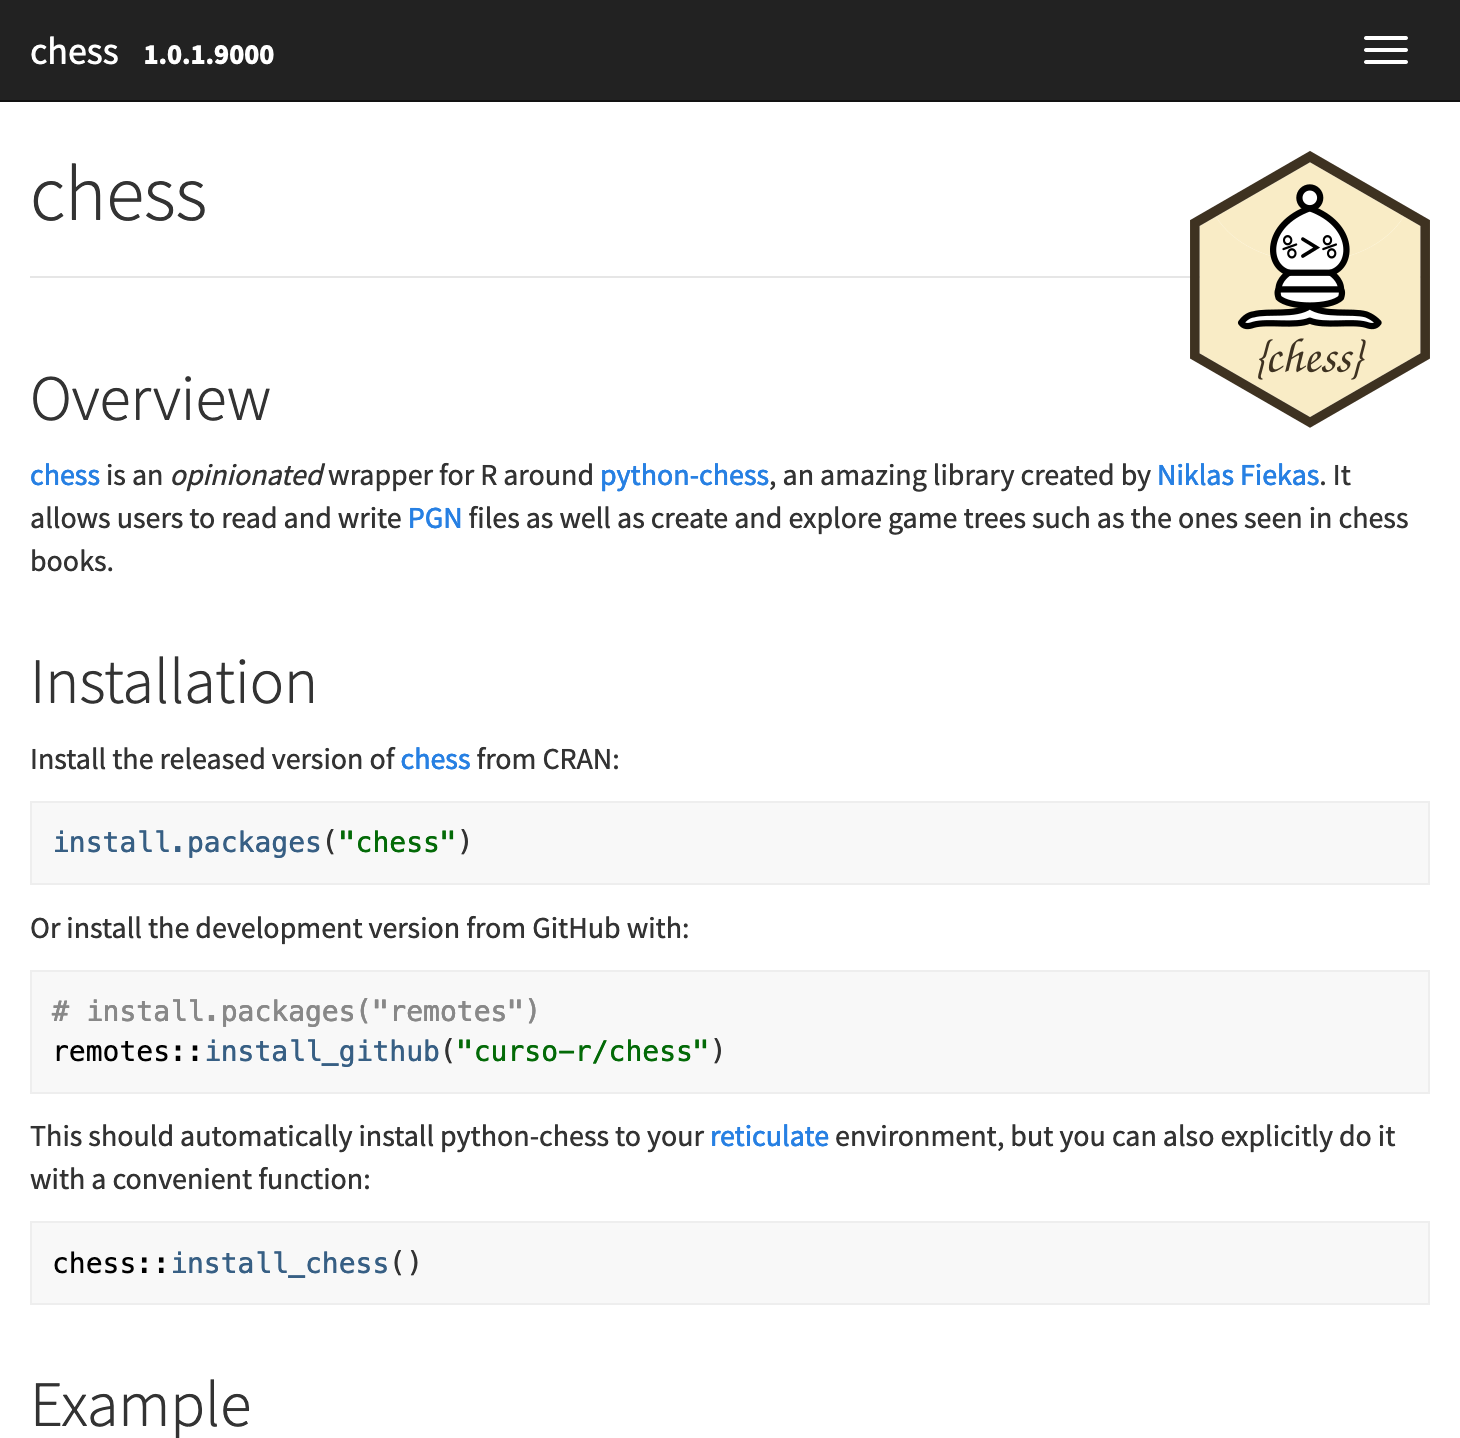 chess 1.0.1.9000
chess
%>%
{chess}
Overview
chess is an opinionated wrapper for R around python-chess, an amazing library created by Niklas Fiekas. It
allows users to read and write PGN files as well as create and explore game trees such as the ones seen in chess
books.
Installation
Install the released version of chess from CRAN:
install.packages("chess")
Or install the development version from GitHub with:
# install.packages("remotes")
remotes::install_github("curso-r/chess")
This should automatically install python-chess to your reticulate environment, but you can also explicitly do it
with a convenient function:
chess::install_chess()
Example